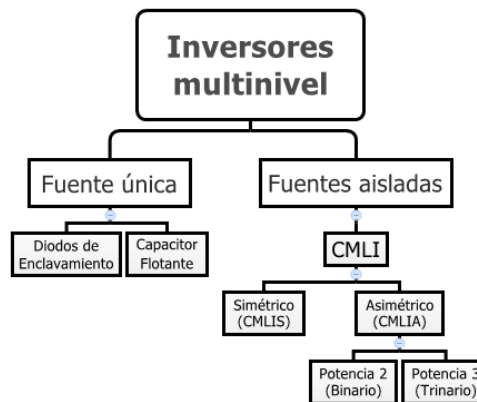 Inversores
multinivel
Fuente única
Fuentes aisladas
Diodos de
Enclavamiento
Capacitor
Flotante
CMLI
Simétrico
(CMLIS)
Asimétrico
(CMLIA)
Potencia 2
(Binario)
Potencia 3
(Trinario)